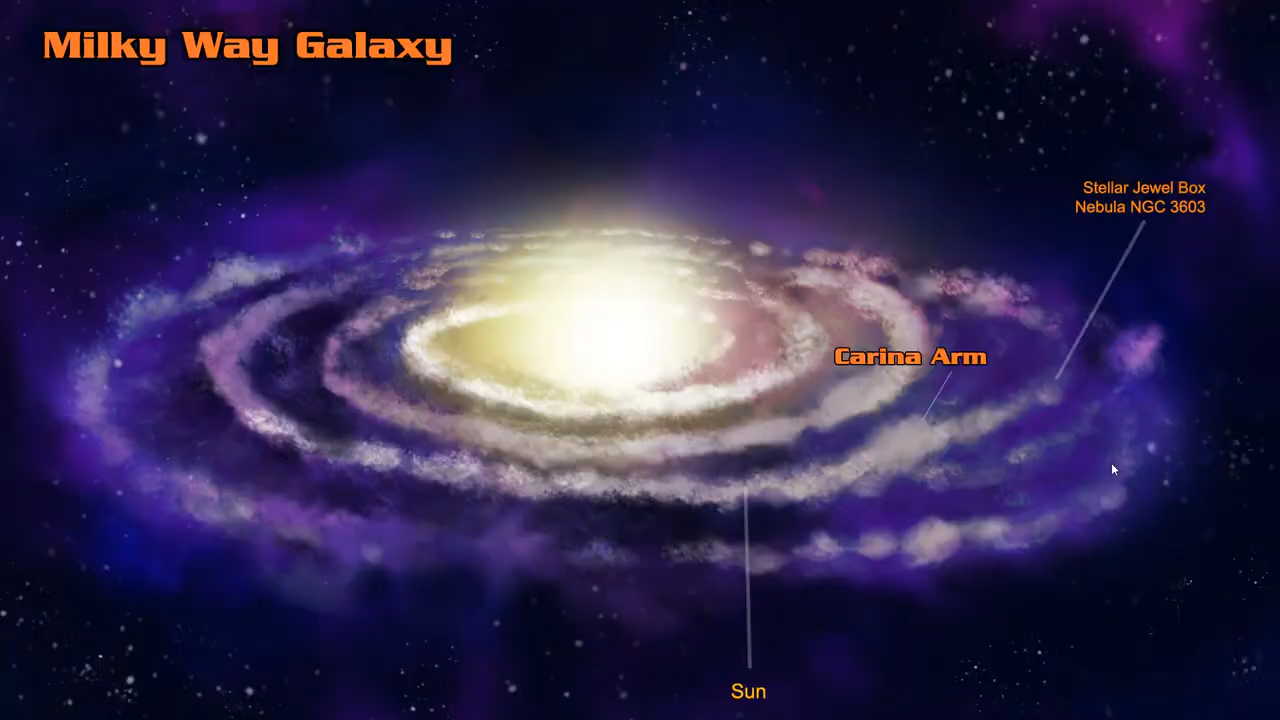 Milky Way Galaxy
Stellar Jewel Box
Nebula NGC 3603
Carina Arm
Sun